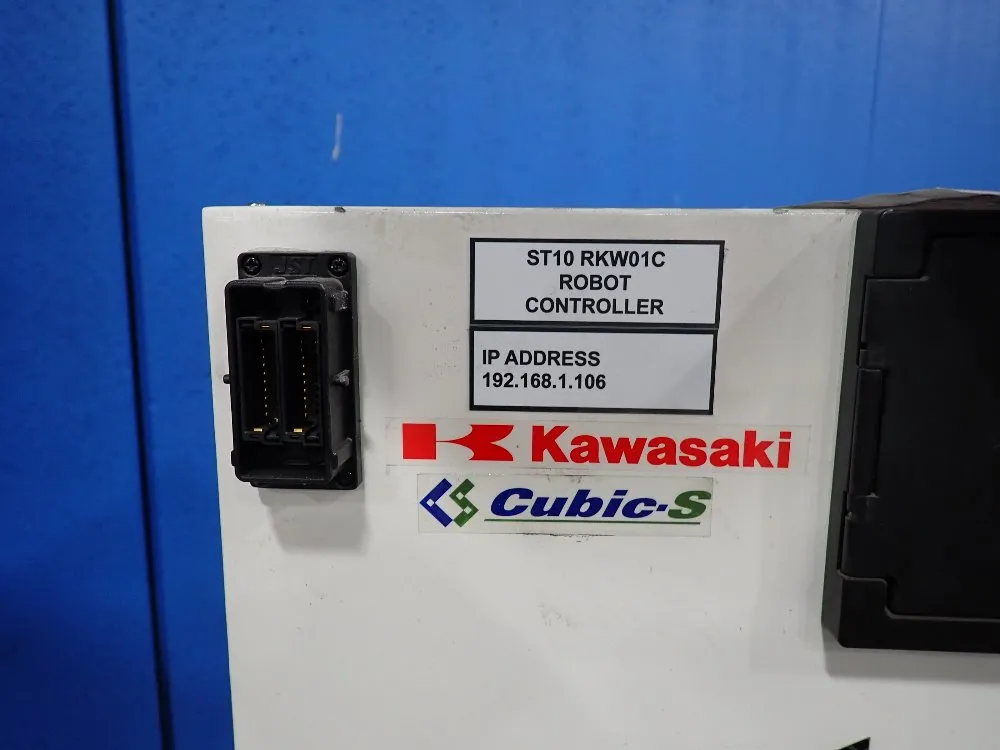 JST
ST10 RKW01C
ROBOT
CONTROLLER
IP ADDRESS
192.168.1.106
Kawasaki
Cubic-S